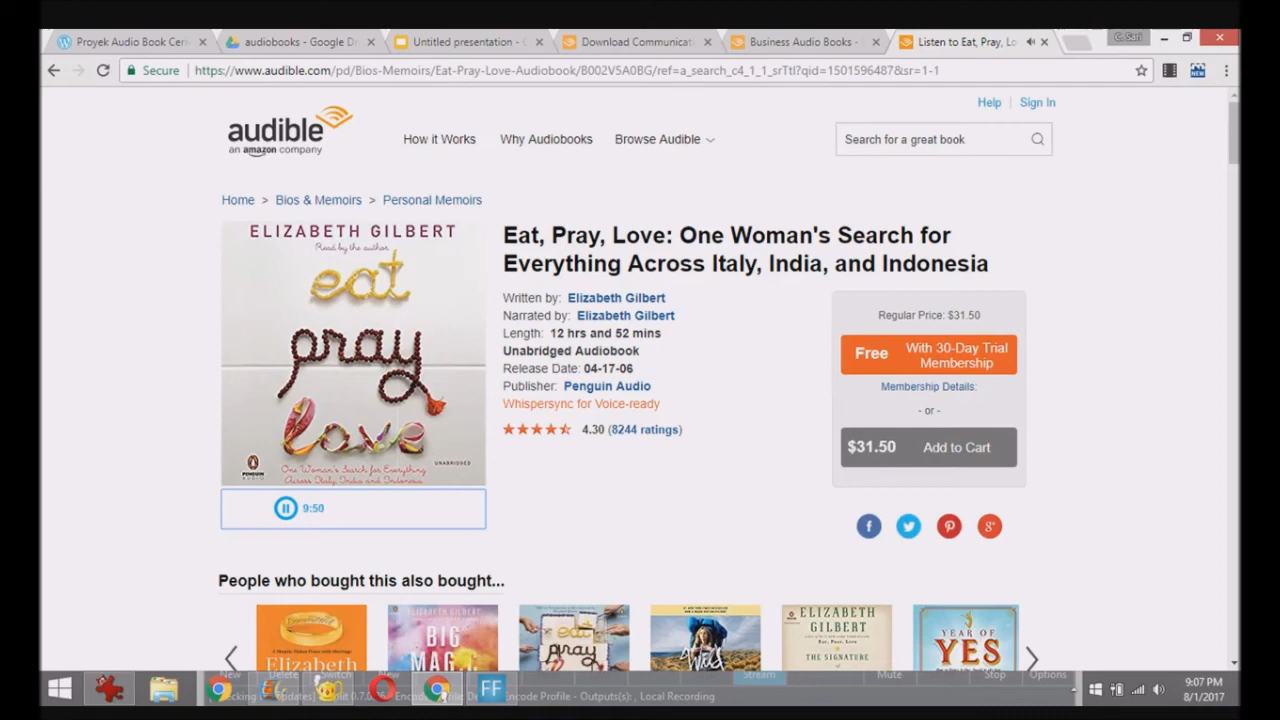 Proyek Audio Book Ceri
audiobooks - Google Dr
Untitled presentation -
Download Communicat
Business Audio Books -
Listen to Eat, Pray, Lo
C. Sari
Secure
https://www.audible.com/pd/Bios-Memoirs/Eat-Pray-Love-Audiobook/B002V5A0BG/ref=a_search_c4_1_1_srTtl?qid=1501596487&sr=1-1
NEW
Help | Sign In
audible
an amazon company
How it Works
Why Audiobooks
Browse Audible
Search for a great book
Home > Bios & Memoirs > Personal Memoirs
ELIZABETH GILBERT
Read by the author
eat
pray
love
UNABRIDGED
PENGUIN
AUDIO
One Woman's Search for Everything
Across Italy, India and Indonesia
9:50
Eat, Pray, Love: One Woman's Search for
Everything Across Italy, India, and Indonesia
Written by: Elizabeth Gilbert
Narrated by: Elizabeth Gilbert
Length: 12 hrs and 52 mins
Unabridged Audiobook
Release Date: 04-17-06
Publisher: Penguin Audio
Whispersync for Voice-ready
4.30 (8244 ratings)
Regular Price: $31.50
Free With 30-Day Trial
Membership
Membership Details:
- or -
$31.50 Add to Cart
People who bought this also bought...
Elizabeth
ELIZABETH GILBERT
BIG
MAGI
eat
pray
Wild
ELIZABETH
GILBERT
THE SIGNATURE
YEAR OF
YES
New
Delete
Switch
Stream
Mute
Stop
Options
FF
Encode Profile - Outputs(s): , Local Recording
9:07 PM
8/1/2017